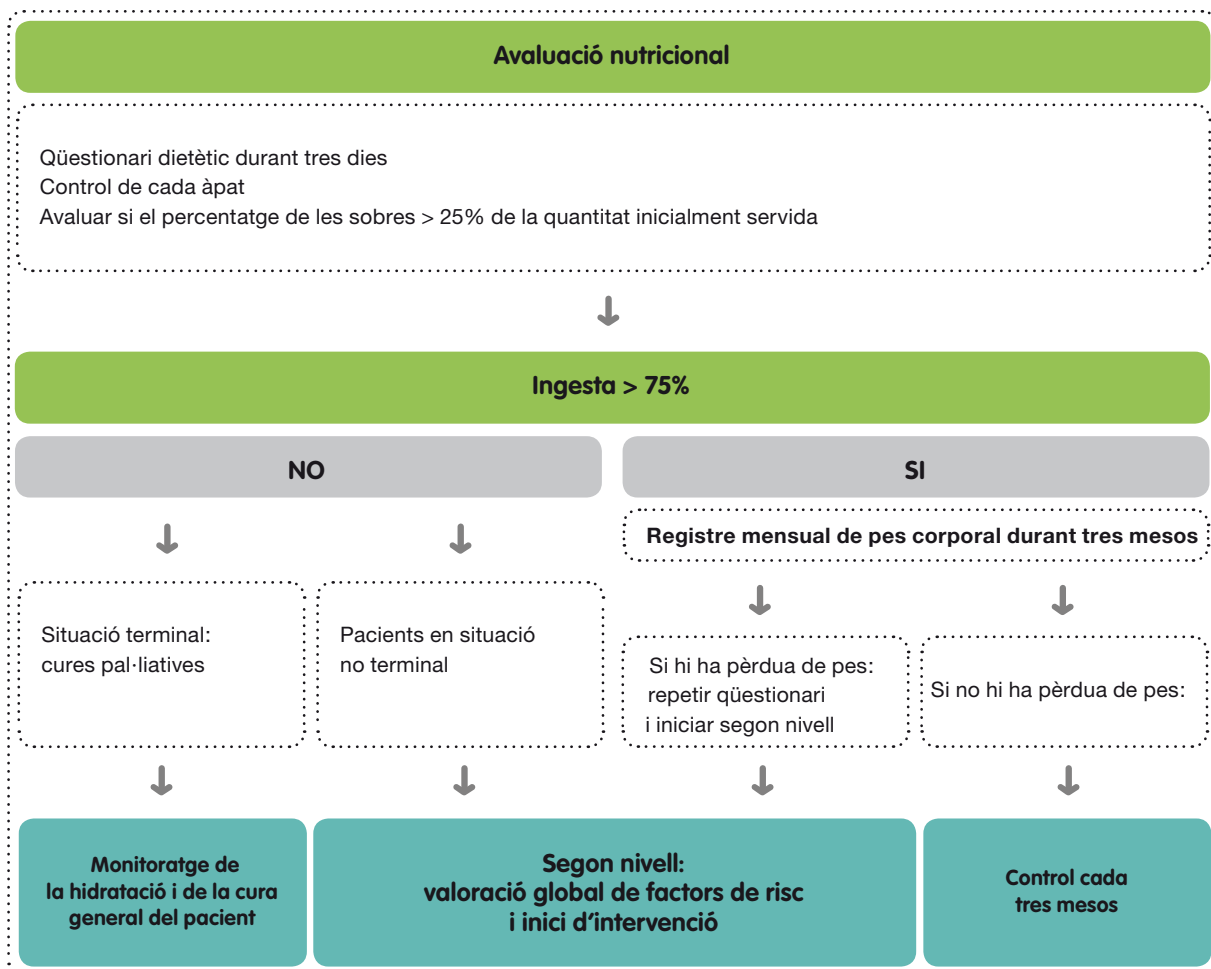 Avaluació nutricional
Qüestionari dietètic durant tres dies
Control de cada àpat
Avaluar si el percentatge de les sobres > 25% de la quantitat inicialment servida
Ingesta > 75%
NO
SI
Registre mensual de pes corporal durant tres mesos
Situació terminal:
cures pal·liatives
Pacients en situació
no terminal
Si hi ha pèrdua de pes:
repetir qüestionari
i iniciar segon nivell
Si no hi ha pèrdua de pes:
Monitoratge de
la hidratació i de la cura
general del pacient
Segon nivell:
valoració global de factors de risc
i inici d’intervenció
Control cada
tres mesos